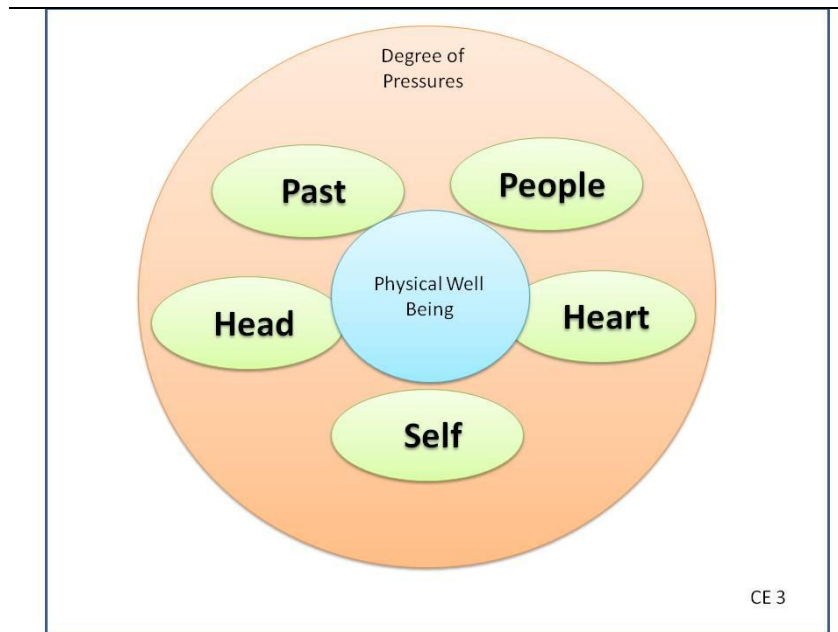 Degree of
Pressures
Past
People
Physical Well
Being
Head
Heart
Self
CE 3